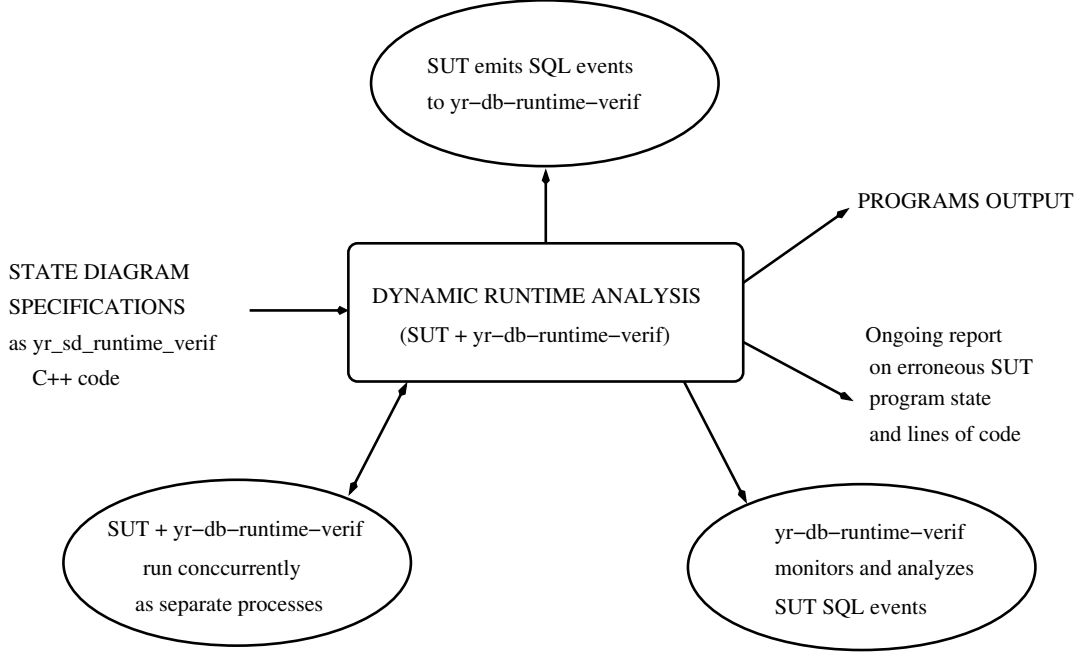 SUT emits SQL events
to yr−db−runtime−verif
PROGRAMS OUTPUT
STATE DIAGRAM
SPECIFICATIONS
as yr_sd_runtime_verif
C++ code
DYNAMIC RUNTIME ANALYSIS
(SUT + yr−db−runtime−verif)
Ongoing report
on erroneous SUT
program state
and lines of code
SUT + yr−db−runtime−verif
run conccurrently
as separate processes
yr−db−runtime−verif
monitors and analyzes
SUT SQL events